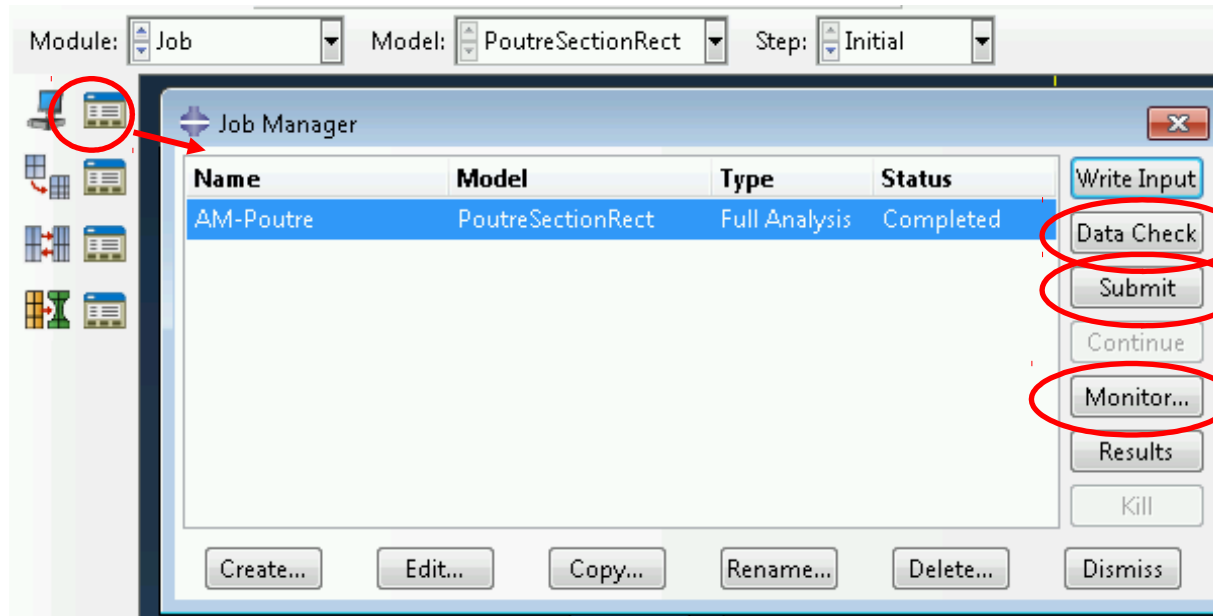 Module: Job Model: PoutreSectionRect Step: Initial
Job Manager
Name Model Type Status
AM-Poutre PoutreSectionRect Full Analysis Completed
Write Input
Data Check
Submit
Continue
Monitor...
Results
Kill
Create... Edit... Copy... Rename... Delete... Dismiss